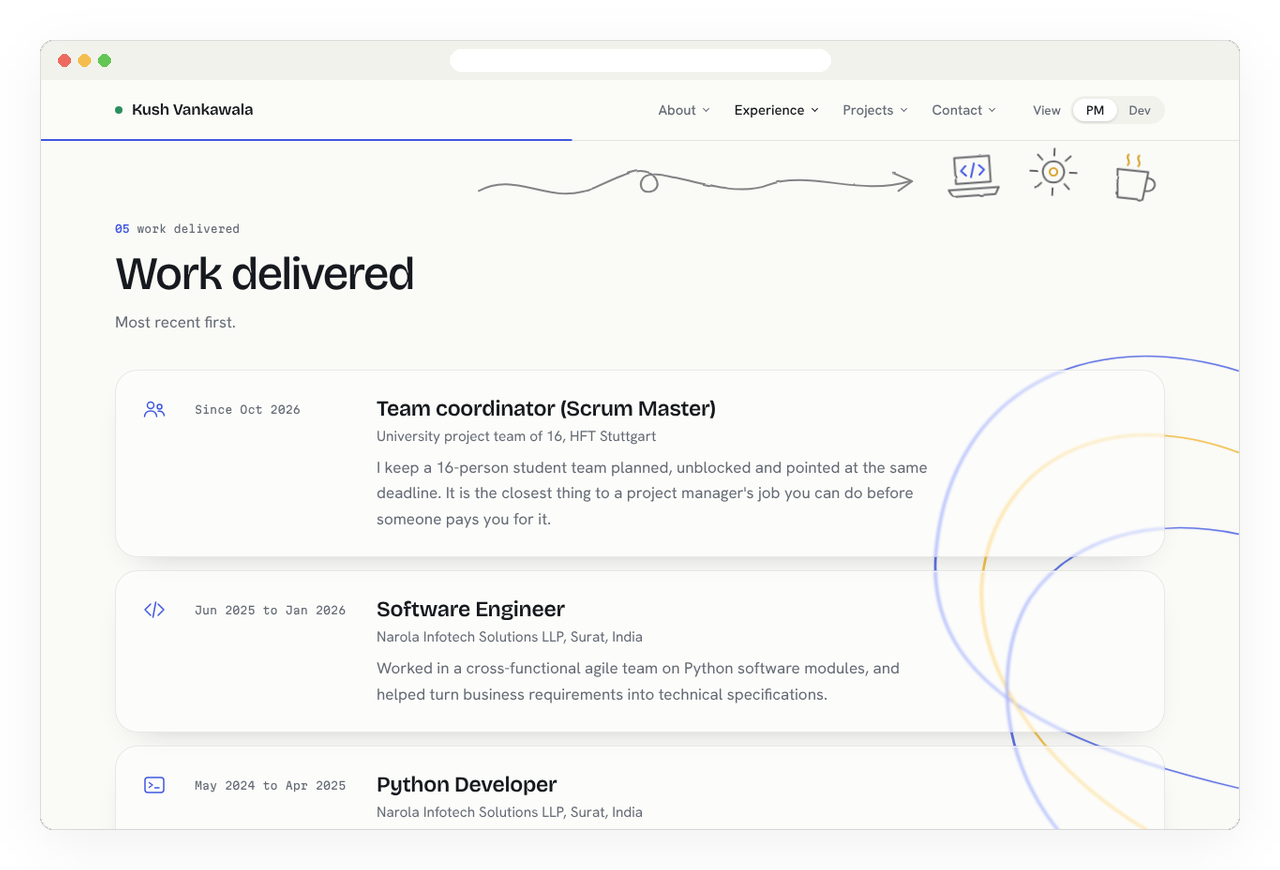 Kush Vankawala
About
Experience
Projects
Contact
View
PM
Dev
</>
05 work delivered
Work delivered
Most recent first.
Since Oct 2026
Team coordinator (Scrum Master)
University project team of 16, HFT Stuttgart
I keep a 16-person student team planned, unblocked and pointed at the same
deadline. It is the closest thing to a project manager's job you can do before
someone pays you for it.
Jun 2025 to Jan 2026
Software Engineer
Narola Infotech Solutions LLP, Surat, India
Worked in a cross-functional agile team on Python software modules, and
helped turn business requirements into technical specifications.
May 2024 to Apr 2025
Python Developer
Narola Infotech Solutions LLP, Surat, India